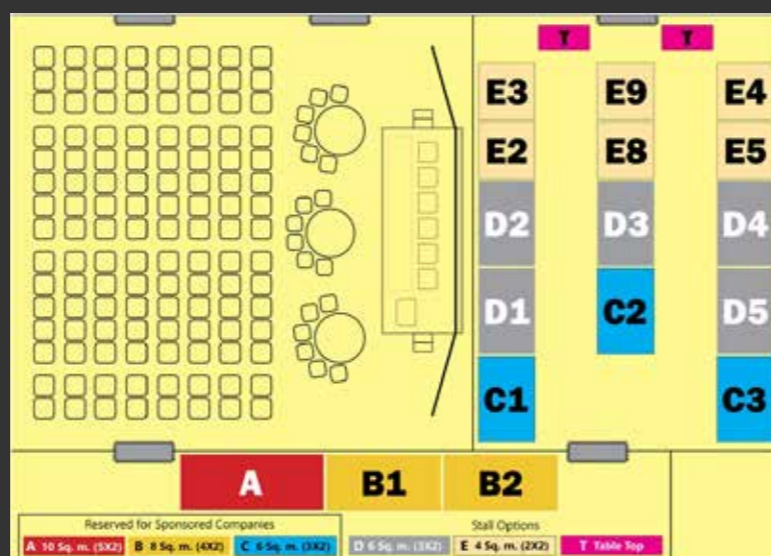 T T
E3 E9 E4
E2 E8 E5
D2 D3 D4
D1 C2 D5
C1 C3
A B1 B2
Reserved for Sponsored Companies Stall Options
A 10 Sq. m. (5X2) B 8 Sq. m. (4X2) C 6 Sq. m. (3X2) D 6 Sq. m. (3X2) E 4 Sq. m. (2X2) T Table Top